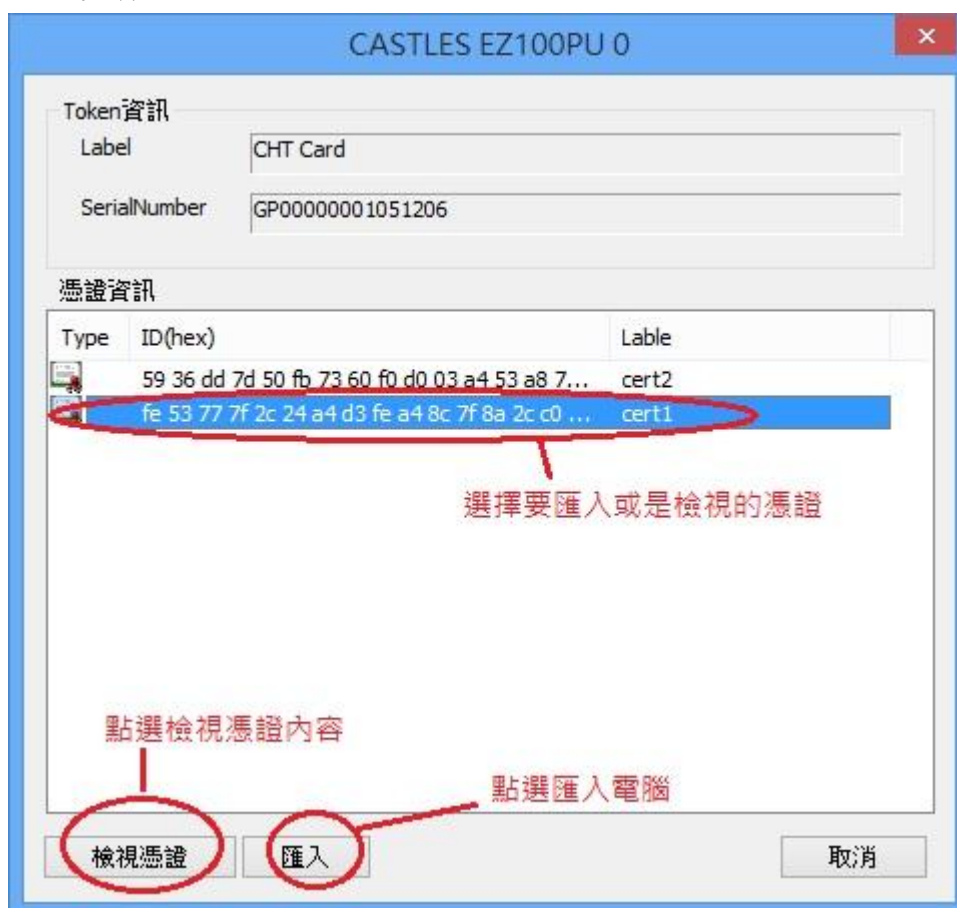 CASTLES EZ100PU 0
Token資訊
Label CHT Card
SerialNumber GP00000001051206
憑證資訊
Type ID(hex) Lable
59 36 dd 7d 50 fb 73 60 f0 d0 03 a4 53 a8 7... cert2
fe 53 77 7f 2c 24 a4 d3 fe a4 8c 7f 8a 2c c0 ... cert1
選擇要匯入或是檢視的憑證
點選檢視憑證內容
點選匯入電腦
檢視憑證 匯入 取消